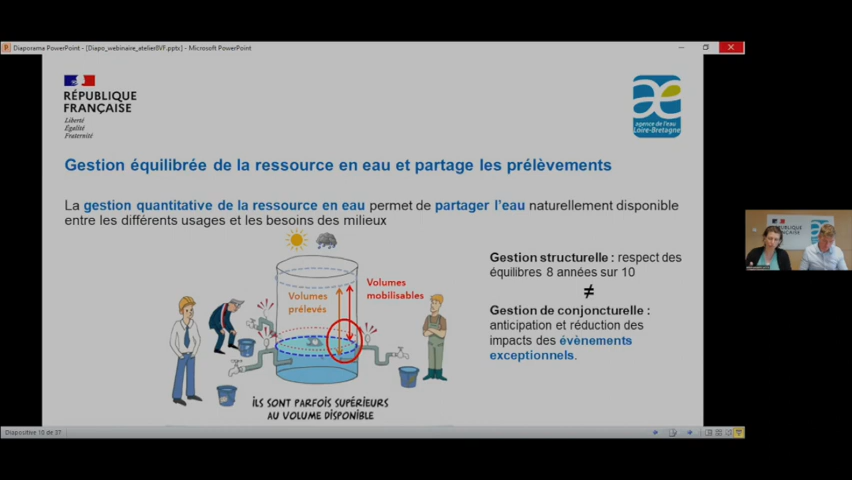 Diaporama PowerPoint - [Diapo_webinaire_atelierBVF.pptx] - Microsoft PowerPoint
RÉPUBLIQUE
FRANÇAISE
Liberté
Égalité
Fraternité
agence de l'eau
Loire-Bretagne
Gestion équilibrée de la ressource en eau et partage les prélèvements
La gestion quantitative de la ressource en eau permet de partager l'eau naturellement disponible
entre les différents usages et les besoins des milieux
Volumes
prélevés
Volumes
mobilisables
ILS SONT PARFOIS SUPÉRIEURS
AU VOLUME DISPONIBLE
Gestion structurelle : respect des
équilibres 8 années sur 10
≠
Gestion de conjoncturelle :
anticipation et réduction des
impacts des évènements
exceptionnels.
RÉPUBLIQUE
FRANÇAISE
Diapositive 10 de 37